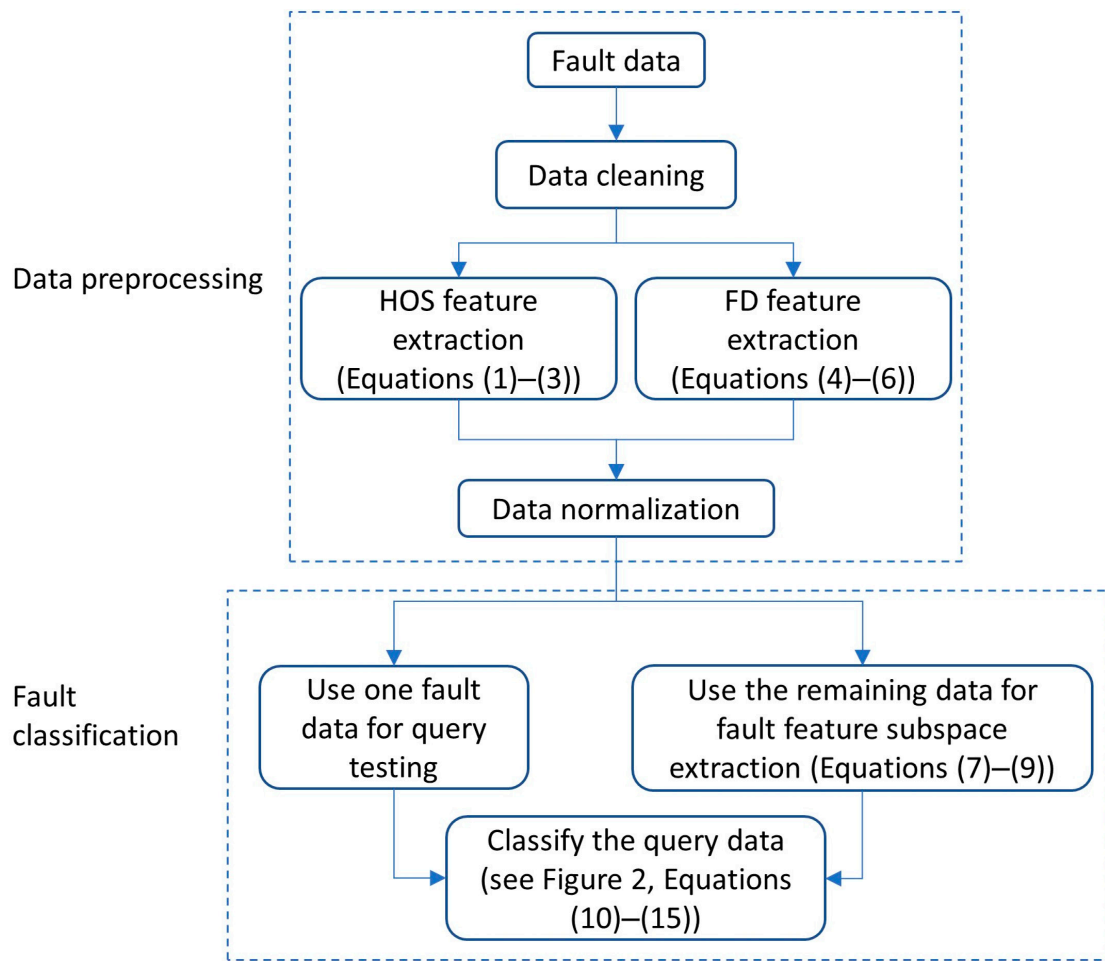 Fault data
Data cleaning
Data preprocessing
HOS feature
extraction
(Equations (1)–(3))
FD feature
extraction
(Equations (4)–(6))
Data normalization
Fault
classification
Use one fault
data for query
testing
Use the remaining data for
fault feature subspace
extraction (Equations (7)–(9))
Classify the query data
(see Figure 2, Equations
(10)–(15))